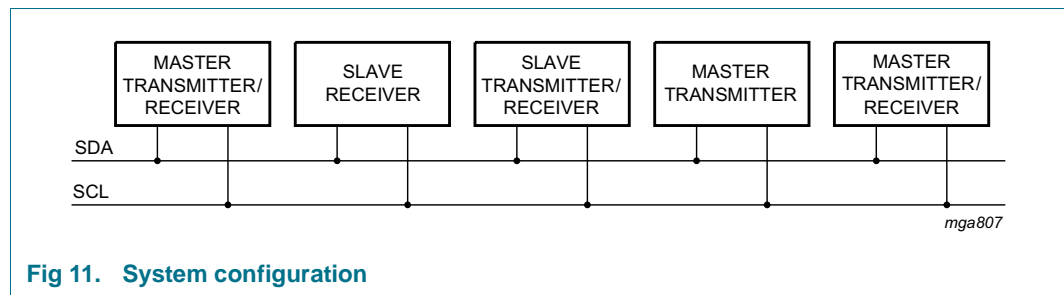 MASTER
TRANSMITTER/
RECEIVER
SLAVE
RECEIVER
SLAVE
TRANSMITTER/
RECEIVER
MASTER
TRANSMITTER
MASTER
TRANSMITTER/
RECEIVER
SDA
SCL
mga807
Fig 11. System configuration